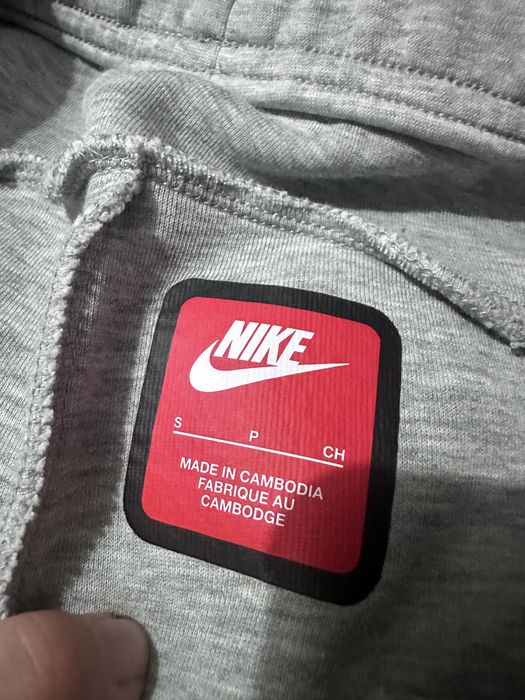 NIKE
S P CH
MADE IN CAMBODIA
FABRIQUE AU
CAMBODGE